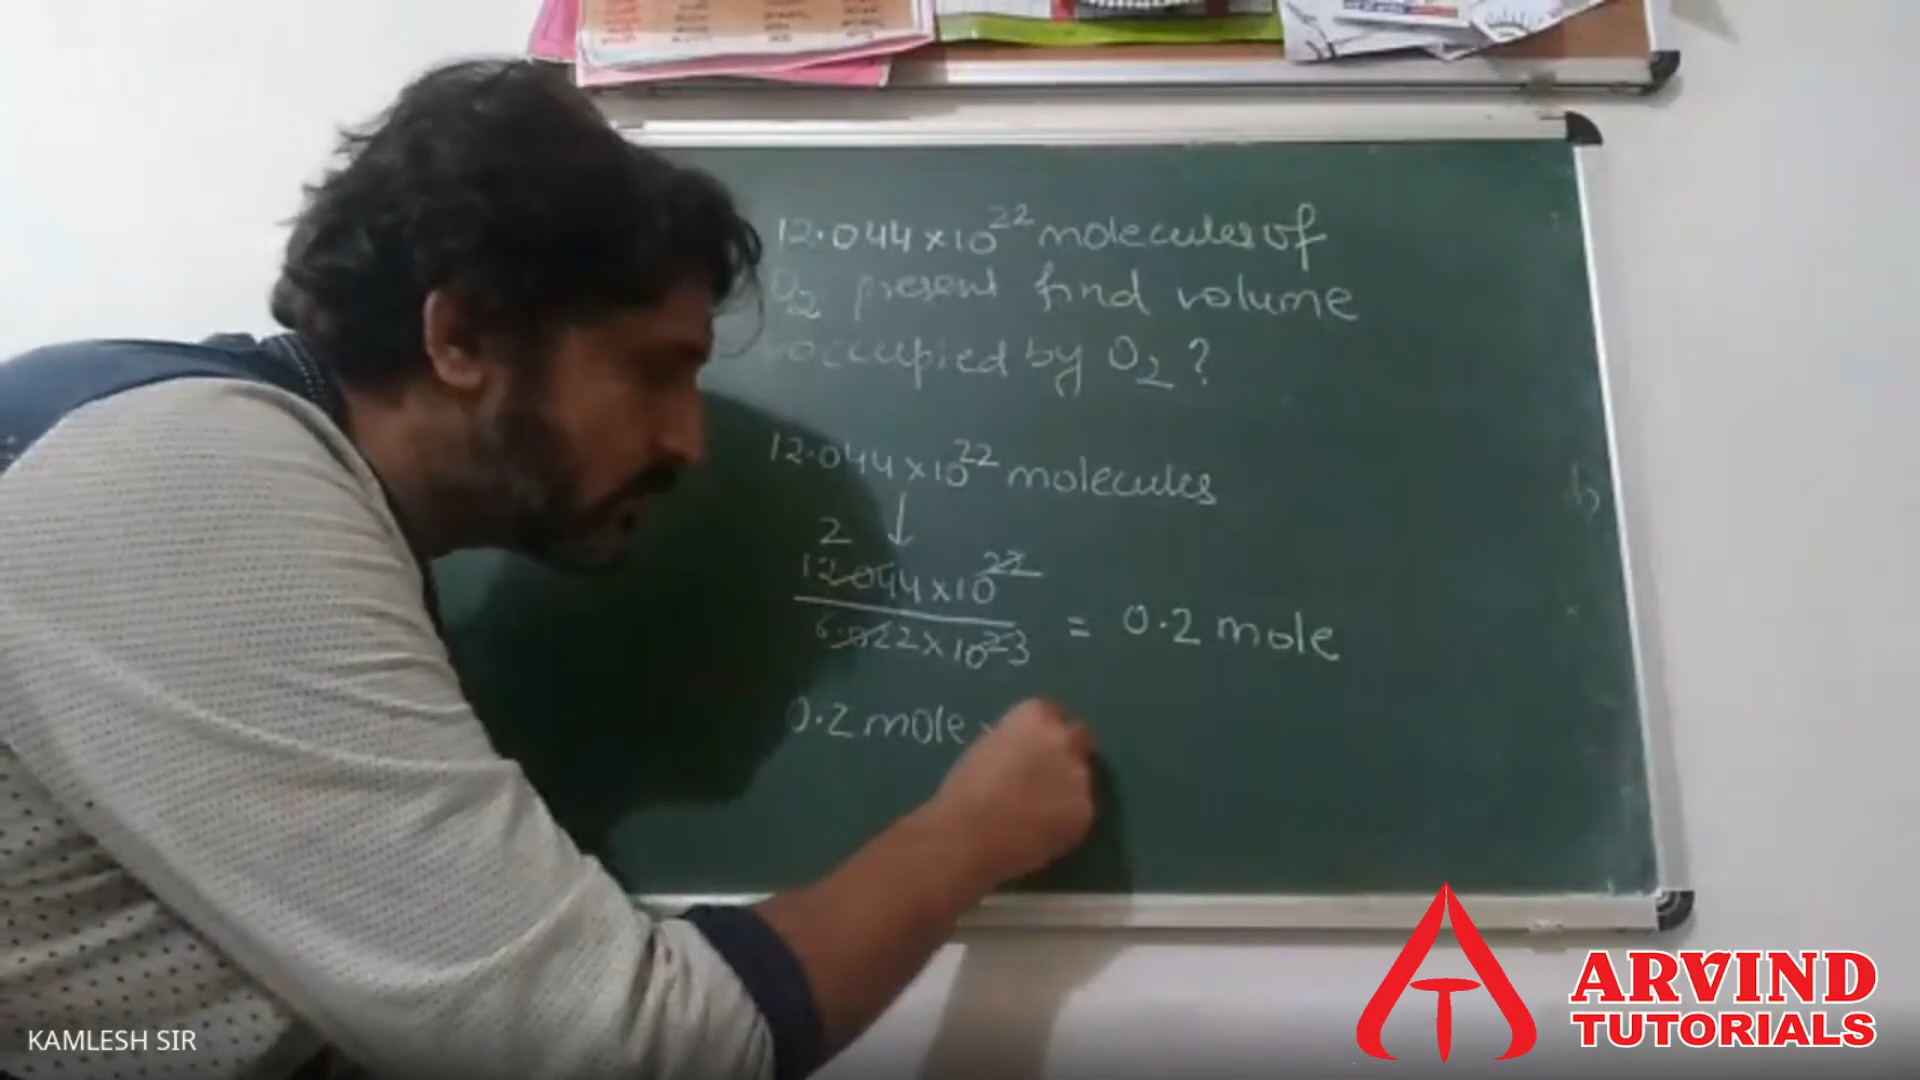 12.044×10²² molecules of
O₂ present find volume
occupied by O₂ ?
12.044×10²² molecules
2 ↓
12.044×10²²
6.022×10²³
= 0.2 mole
0.2 mole ×
KAMLESH SIR
ARVIND
TUTORIALS